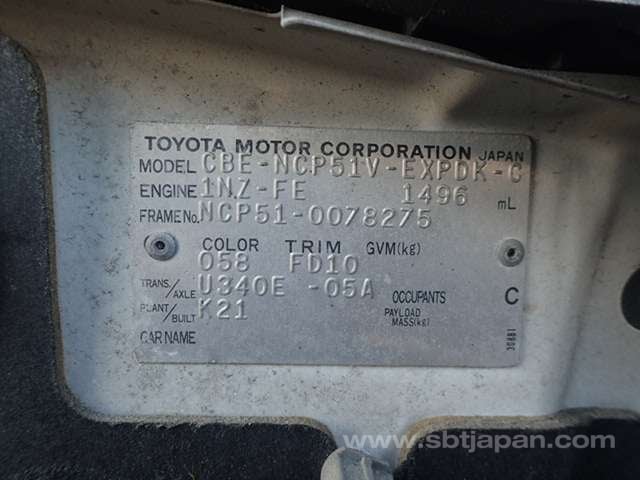 TOYOTA MOTOR CORPORATION JAPAN
MODEL CBE-NCP51V-EXPDK-G
ENGINE 1NZ-FE 1496 mL
FRAME No. NCP51-0078275
COLOR TRIM GVM(kg)
058 FD10
TRANS./AXLE U340E -05A OCCUPANTS C
PLANT/BUILT K21 PAYLOAD MASS(kg)
CAR NAME
www.sbtjapan.com